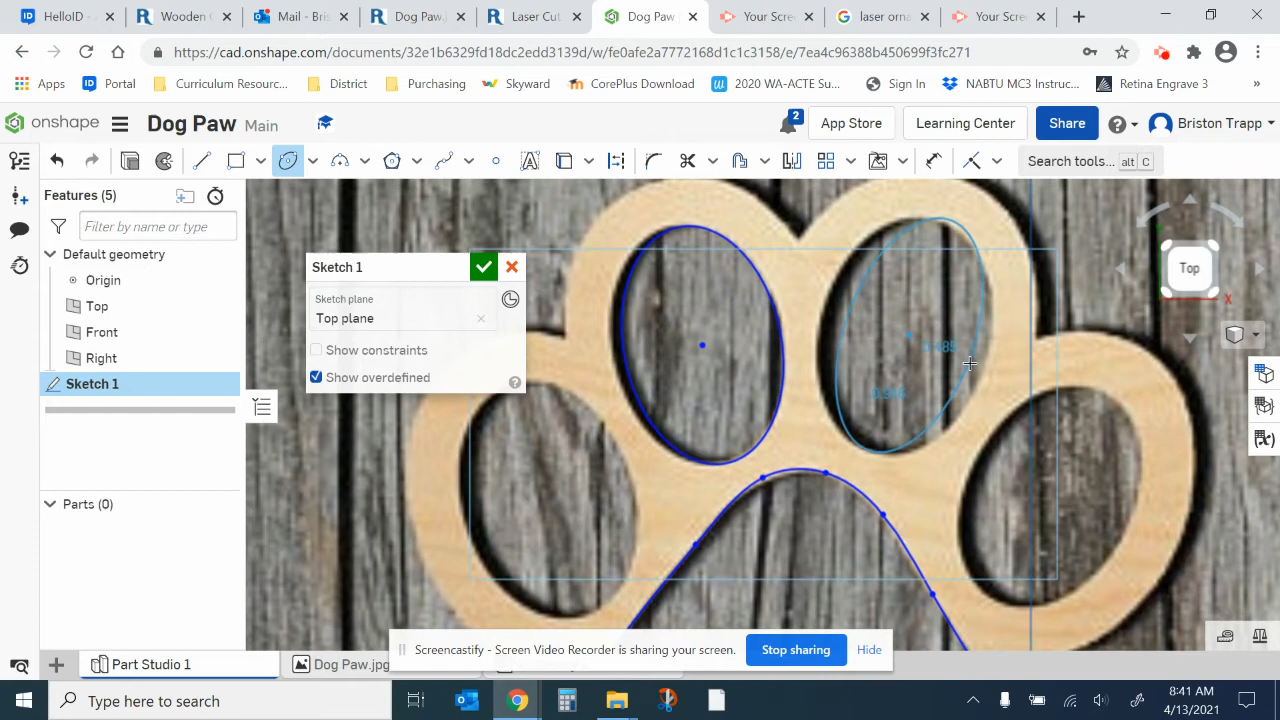 HelloID
Wooden
Mail - Bris
Dog Paw.j
Laser Cut
Dog Paw
Your Scre
laser orna
Your Scre
https://cad.onshape.com/documents/32e1b6329fd18dc2edd3139d/w/fe0afe2a7772168d1c1c3158/e/7ea4c96388b450699f3fc271
Apps
Portal
Curriculum Resourc...
District
Purchasing
Skyward
CorePlus Download
2020 WA-ACTE Su...
Sign In
NABTU MC3 Instruc...
Retina Engrave 3
»
onshape
Dog Paw Main
2
App Store
Learning Center
Share
Briston Trapp
Search tools... alt C
Features (5)
Filter by name or type
Default geometry
Origin
Top
Front
Right
Sketch 1
Parts (0)
Sketch 1
Sketch plane
Top plane
Show constraints
Show overdefined
Top
X
Screencastify - Screen Video Recorder is sharing your screen.
Stop sharing
Hide
Part Studio 1
Dog Paw.jpg
Type here to search
8:41 AM
4/13/2021